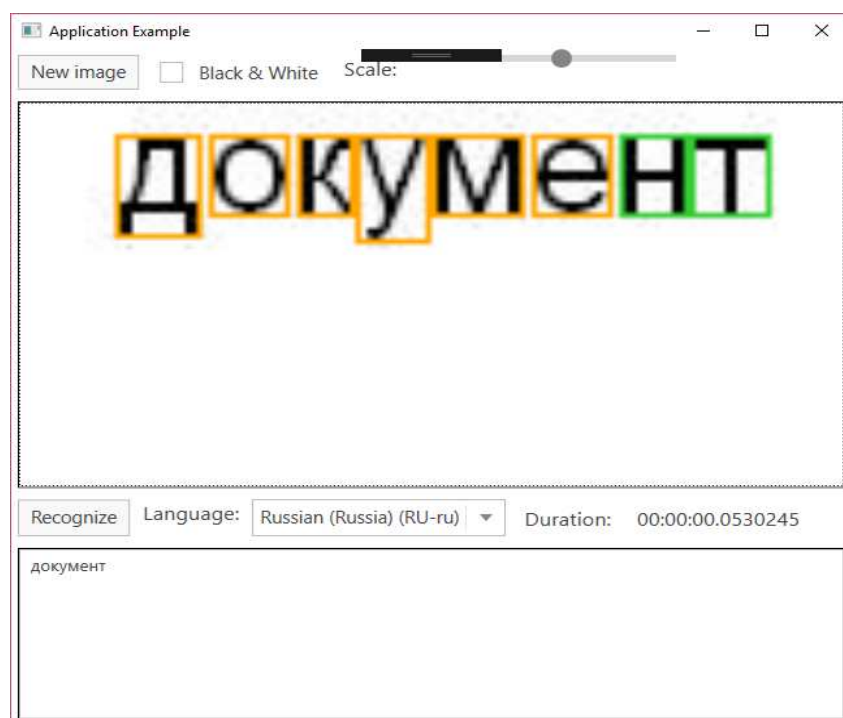 Application Example
New image Black & White Scale:
документ
Recognize Language: Russian (Russia) (RU-ru) Duration: 00:00:00.0530245
документ